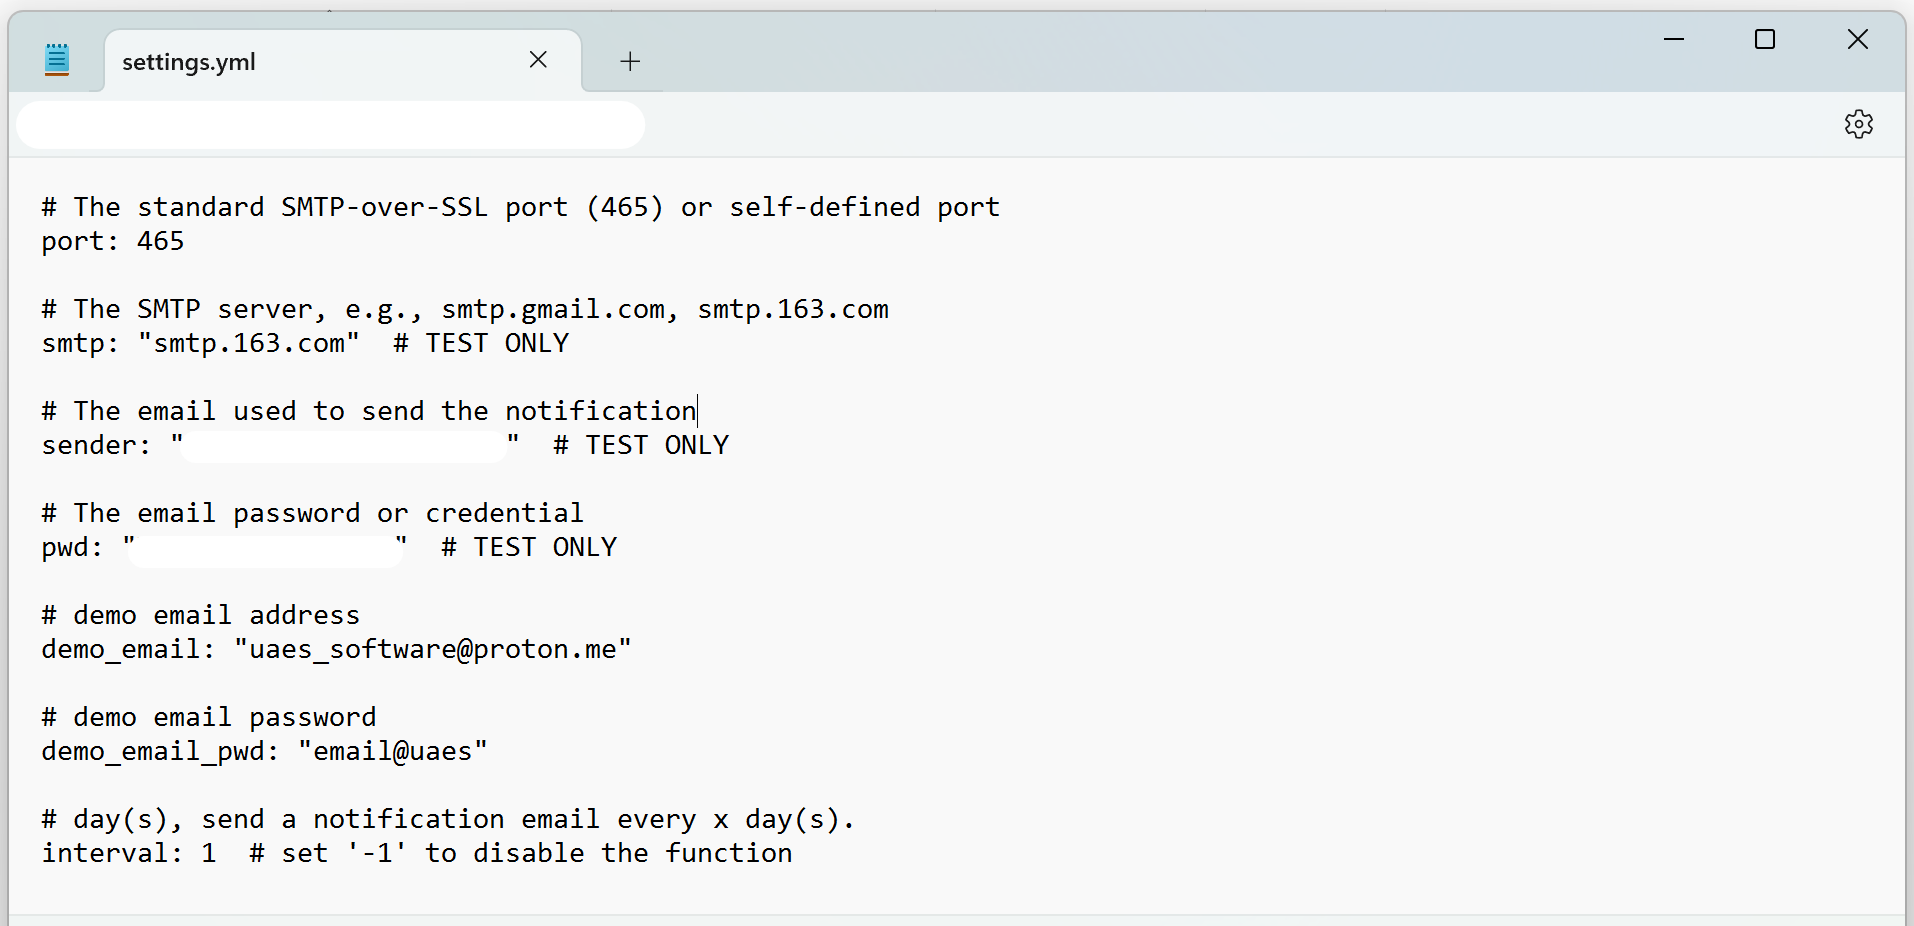 settings.yml
# The standard SMTP-over-SSL port (465) or self-defined port
port: 465
# The SMTP server, e.g., smtp.gmail.com, smtp.163.com
smtp: "smtp.163.com"  # TEST ONLY
# The email used to send the notification
sender: "                    "  # TEST ONLY
# The email password or credential
pwd: "                "  # TEST ONLY
# demo email address
demo_email: "uaes_software@proton.me"
# demo email password
demo_email_pwd: "email@uaes"
# day(s), send a notification email every x day(s).
interval: 1  # set '-1' to disable the function